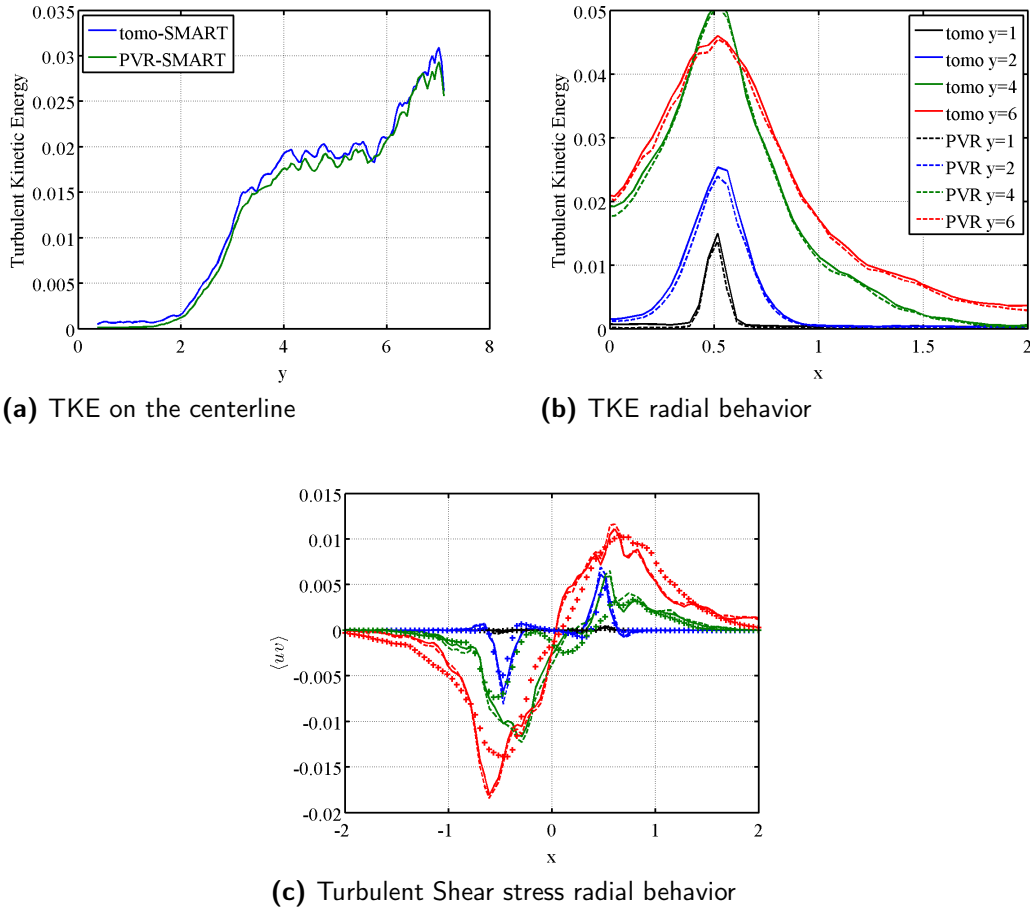 0.035
0.03
0.025
0.02
0.015
0.01
0.005
0
Turbulent Kinetic Energy
tomo-SMART
PVR-SMART
0 2 4 6 8
y
(a) TKE on the centerline
0.05
0.04
0.03
0.02
0.01
0
Turbulent Kinetic Energy
tomo y=1
tomo y=2
tomo y=4
tomo y=6
PVR y=1
PVR y=2
PVR y=4
PVR y=6
0 0.5 1 1.5 2
x
(b) TKE radial behavior
0.015
0.01
0.005
0
-0.005
-0.01
-0.015
-0.02
⟨uv⟩
-2 -1 0 1 2
x
(c) Turbulent Shear stress radial behavior